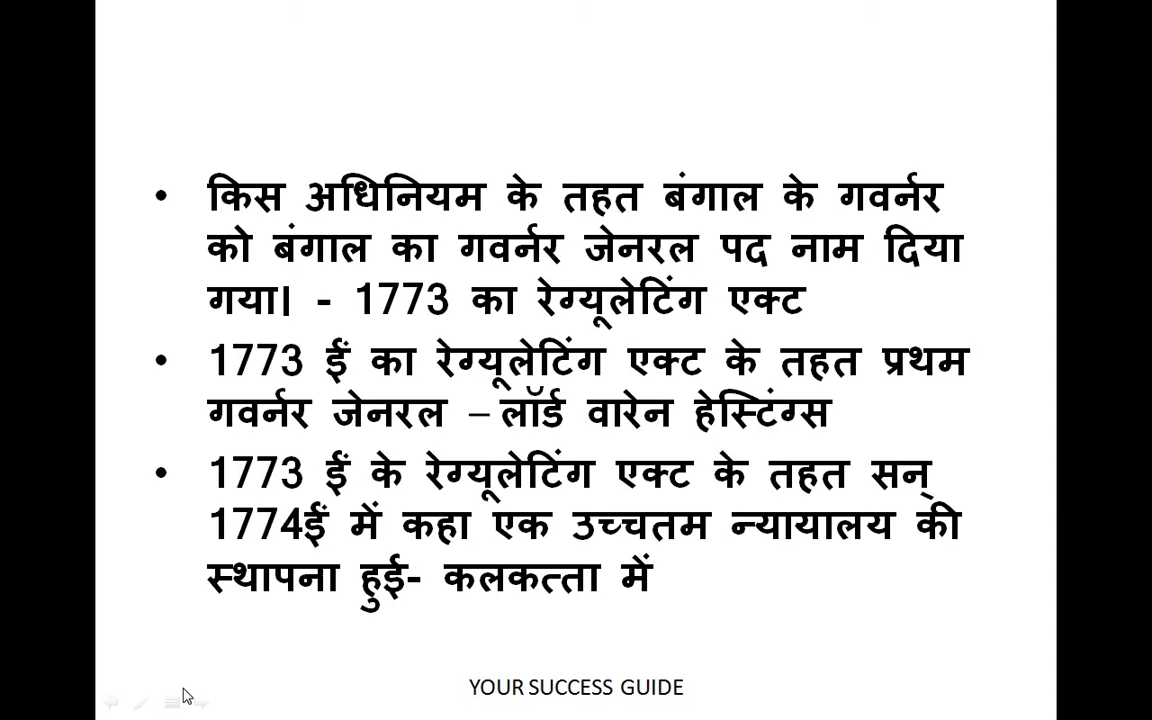 • किस अधिनियम के तहत बंगाल के गवर्नर
को बंगाल का गवर्नर जेनरल पद नाम दिया
गया। - 1773 का रेग्यूलेटिंग एक्ट
• 1773 ईं का रेग्यूलेटिंग एक्ट के तहत प्रथम
गवर्नर जेनरल – लॉर्ड वारेन हेस्टिंग्स
• 1773 ईं के रेग्यूलेटिंग एक्ट के तहत सन्
1774ईं में कहा एक उच्चतम न्यायालय की
स्थापना हुई- कलकत्ता में
YOUR SUCCESS GUIDE